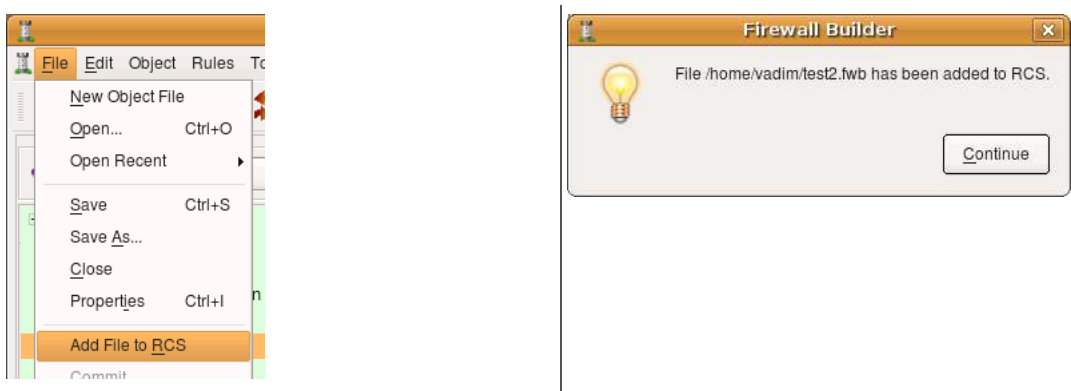 File Edit Object Rules
New Object File
Open... Ctrl+O
Open Recent
Save Ctrl+S
Save As...
Close
Properties Ctrl+I
Add File to RCS
Commit
Firewall Builder
File /home/vadim/test2.fwb has been added to RCS.
Continue